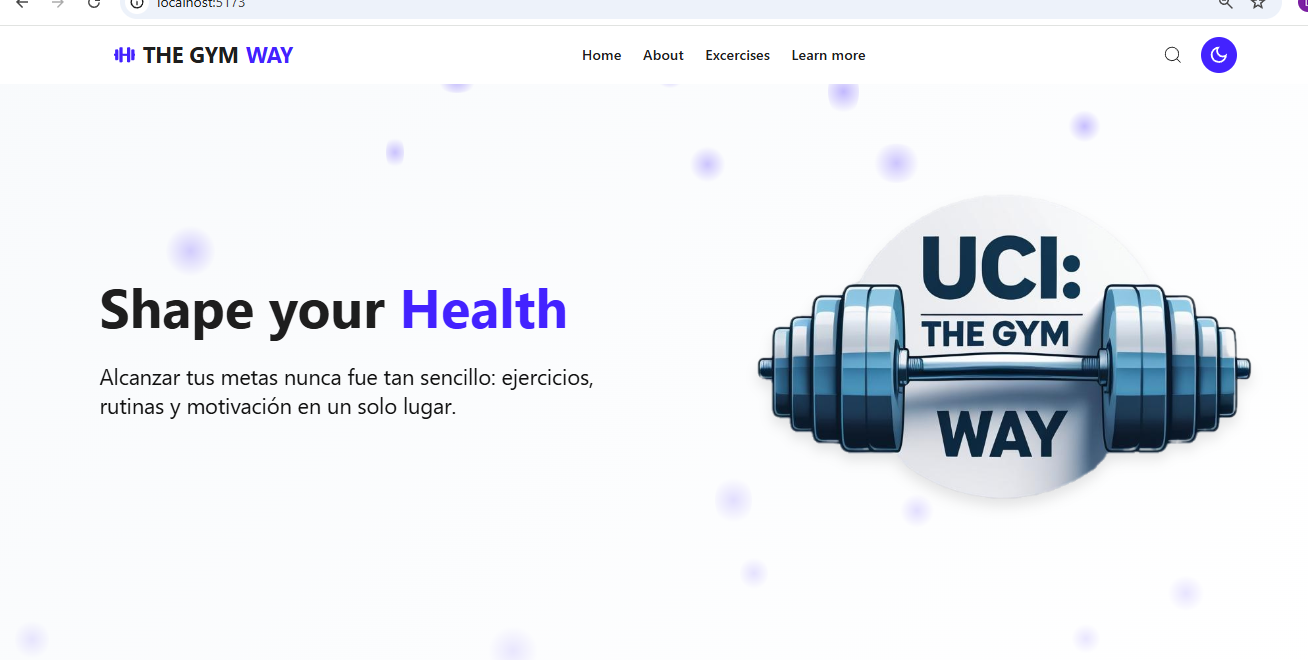 localhost:5173
THE GYM WAY
Home About Excercises Learn more
Shape your Health
Alcanzar tus metas nunca fue tan sencillo: ejercicios,
rutinas y motivación en un solo lugar.
UCI:
THE GYM
WAY